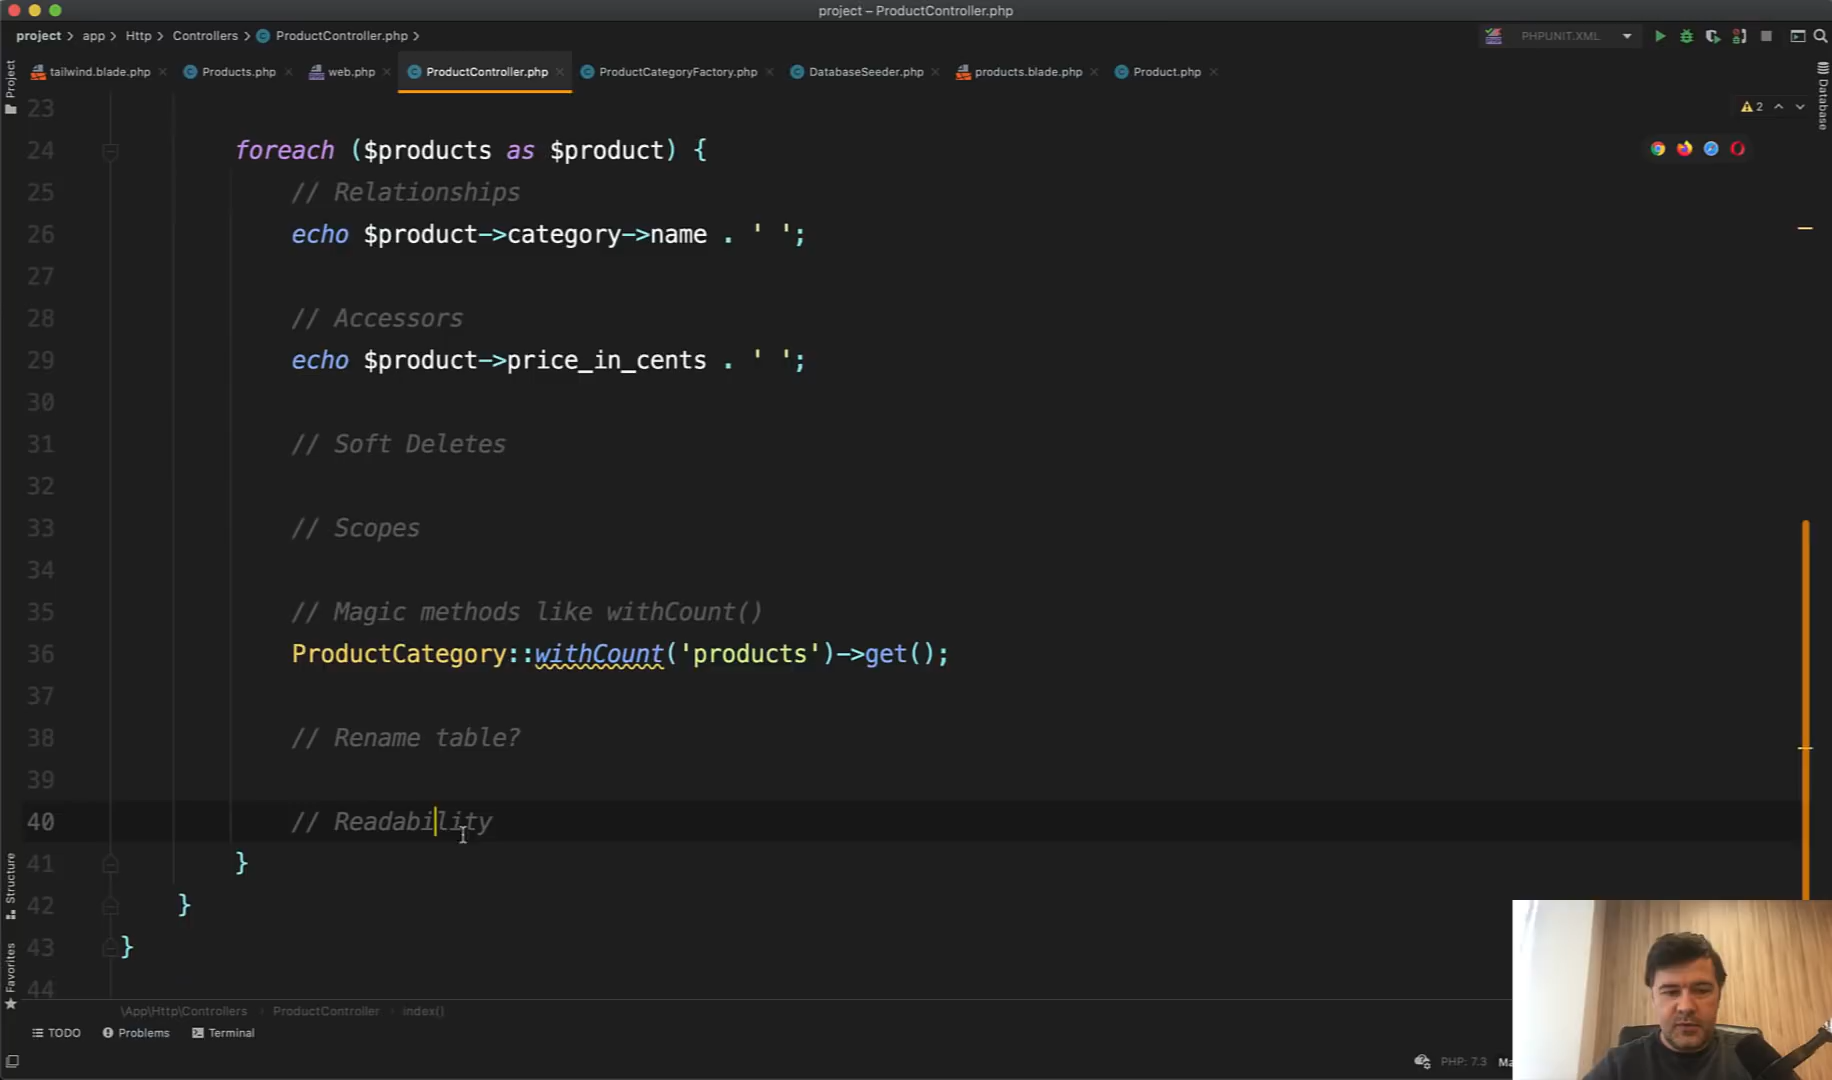 project – ProductController.php
project > app > Http > Controllers > ProductController.php >
PHPUNIT.XML
tailwind.blade.php
Products.php
web.php
ProductController.php
ProductCategoryFactory.php
DatabaseSeeder.php
products.blade.php
Product.php
Project
Database
2
23
24 foreach ($products as $product) {
25 // Relationships
26 echo $product->category->name . ' ';
27
28 // Accessors
29 echo $product->price_in_cents . ' ';
30
31 // Soft Deletes
32
33 // Scopes
34
35 // Magic methods like withCount()
36 ProductCategory::withCount('products')->get();
37
38 // Rename table?
39
40 // Readability
41 }
42 }
43 }
44
Structure
Favorites
\App\Http\Controllers ProductController index()
TODO Problems Terminal
PHP: 7.3 Ma